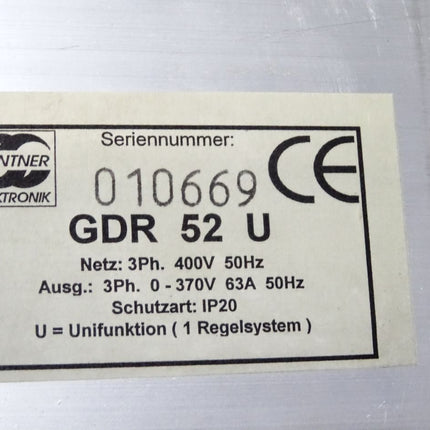 Seriennummer:
NTNER
KTRONIK
010669
CE
GDR 52 U
Netz: 3Ph. 400V 50Hz
Ausg.: 3Ph. 0 - 370V 63A 50Hz
Schutzart: IP20
U = Unifunktion ( 1 Regelsystem )